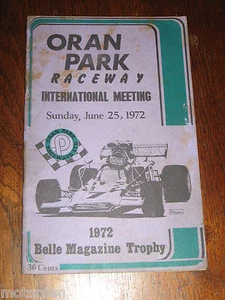 ORAN
PARK
RACEWAY
INTERNATIONAL MEETING
Sunday, June 25, 1972
P
1972
Belle Magazine Trophy
30 Cents